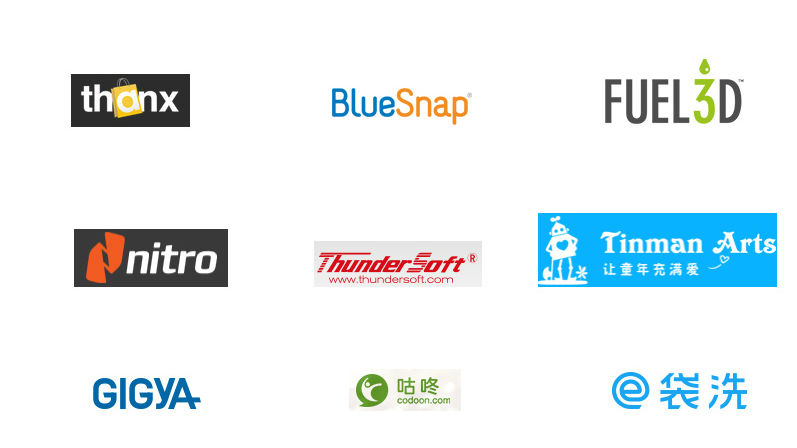 thanx
BlueSnap®
FUEL3D™
nitro
ThunderSoft®
www.thundersoft.com
Tinman Arts
让童年充满爱
GIGYA
咕咚
codoon.com
e袋洗